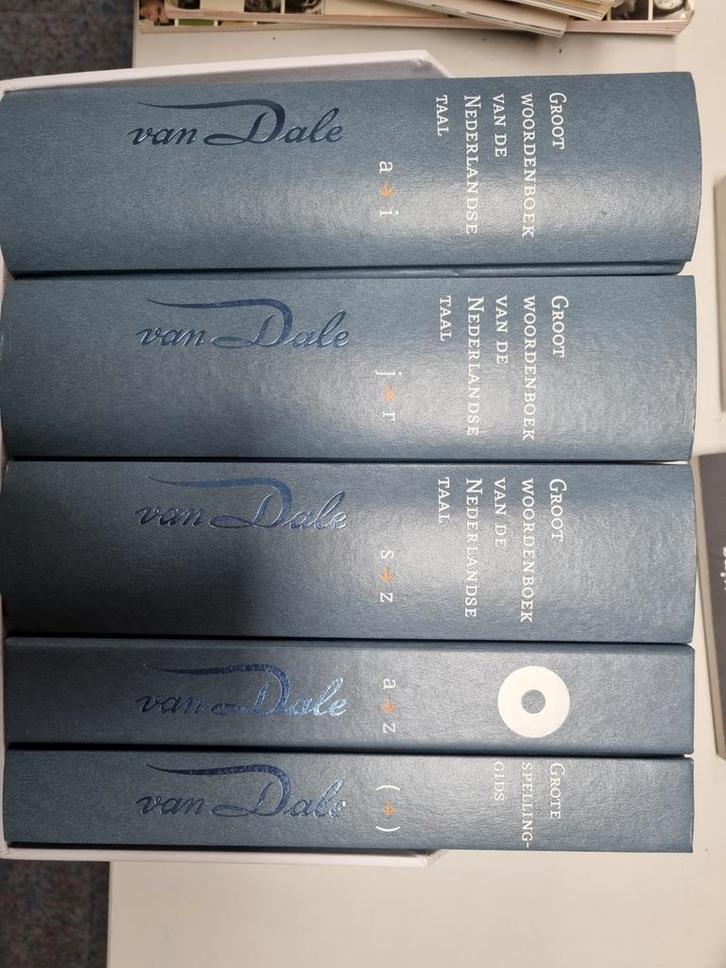 GROOT
WOORDENBOEK
VAN DE
NEDERLANDSE
TAAL
a → i
van Dale
GROOT
WOORDENBOEK
VAN DE
NEDERLANDSE
TAAL
j → r
van Dale
GROOT
WOORDENBOEK
VAN DE
NEDERLANDSE
TAAL
s → z
van Dale
a → z
van Dale
GROTE
SPELLING-
GIDS
(→)
van Dale